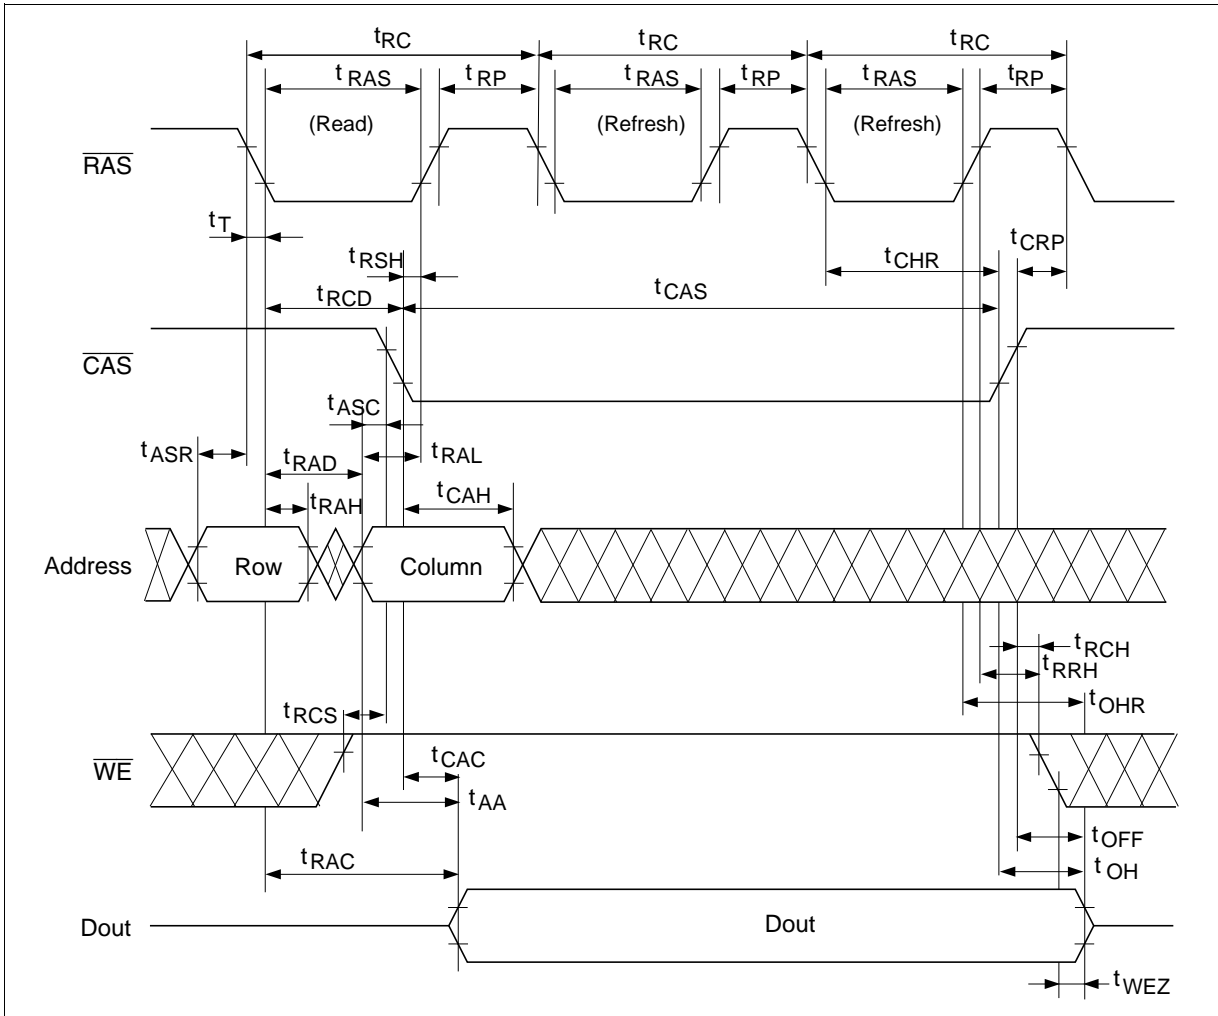 tRC tRC tRC
tRAS tRP tRAS tRP tRAS tRP
(Read) (Refresh) (Refresh)
RAS
tT
tCRP
tRSH tCHR
tRCD tCAS
CAS
tASC
tASR tRAD tRAL
tRAH tCAH
Address Row Column
tRCH
tRRH
tRCS tOHR
WE tCAC
tAA
tOFF
tRAC tOH
Dout Dout
tWEZ